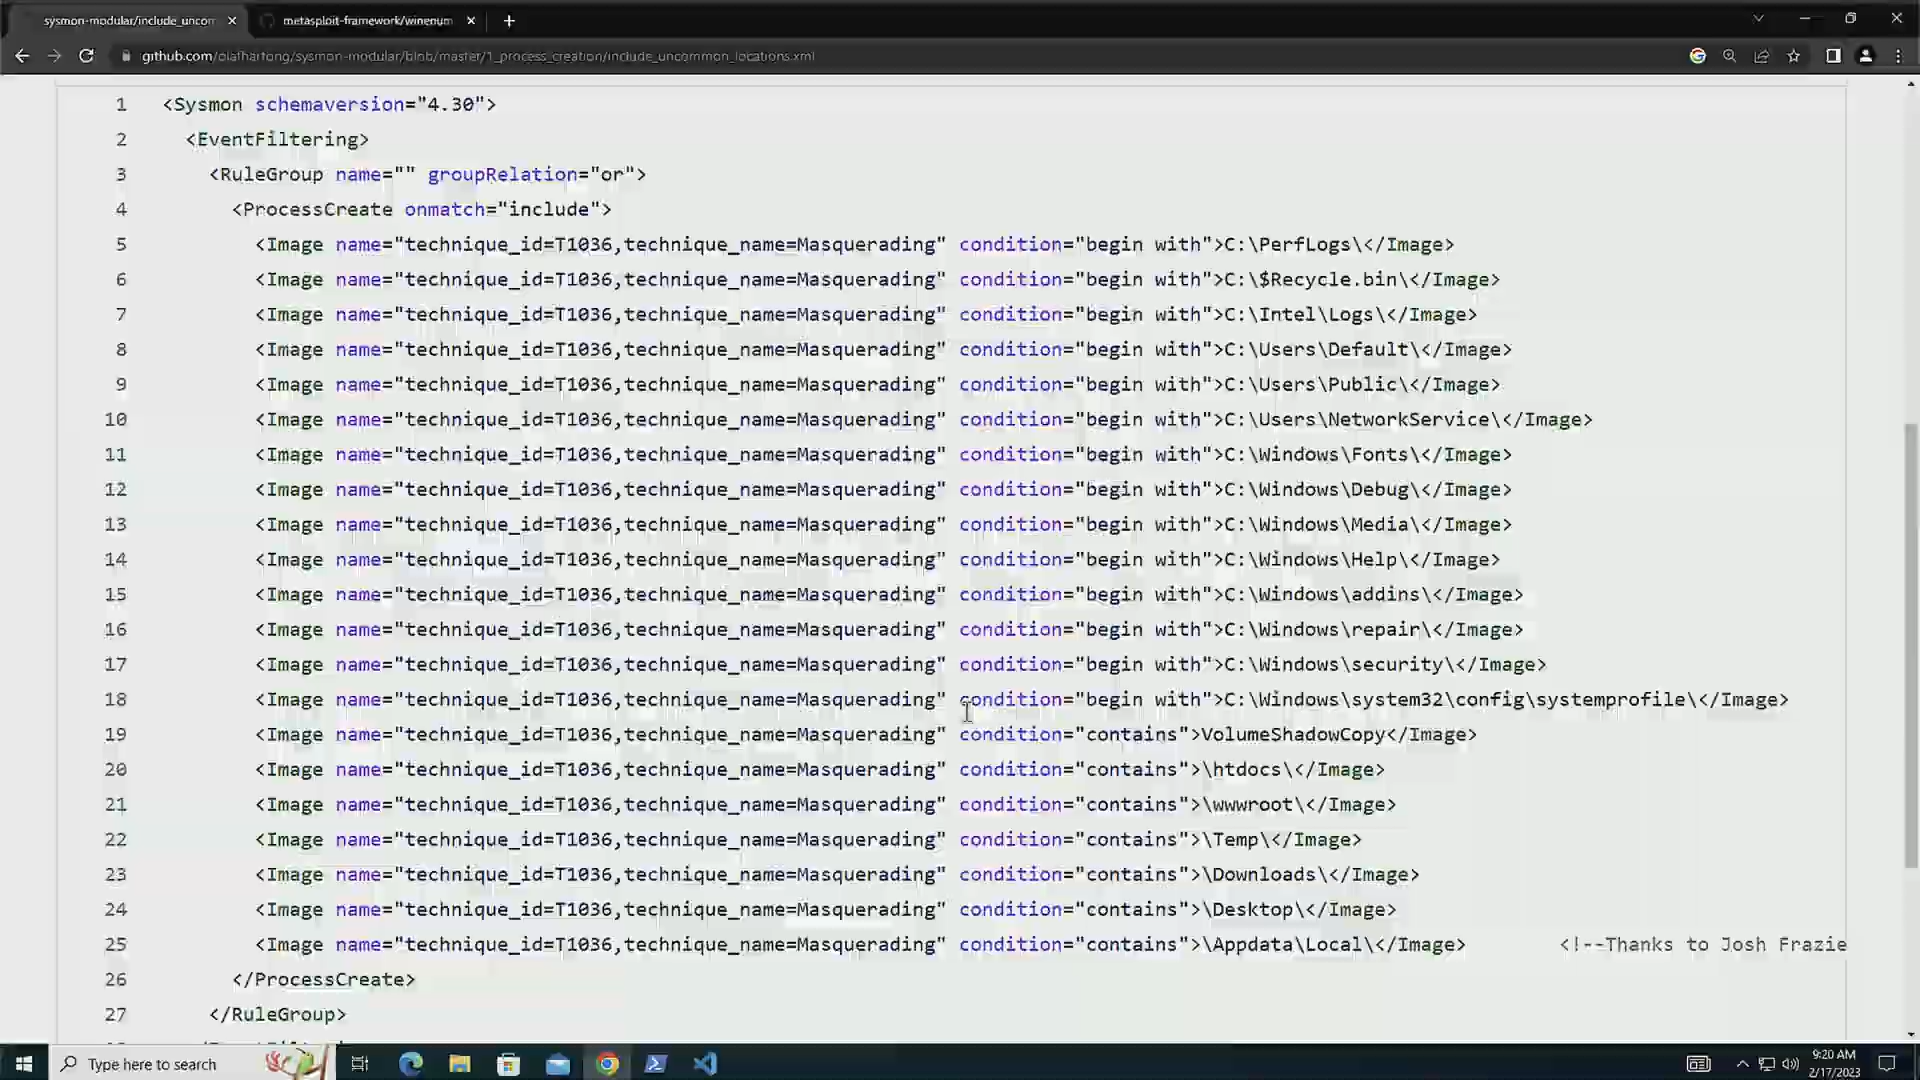 sysmon-modular/include_uncom
metasploit-framework/winenum
github.com/olafhartong/sysmon-modular/blob/master/1_process_creation/include_uncommon_locations.xml
1 <Sysmon schemaversion="4.30">
2 <EventFiltering>
3 <RuleGroup name="" groupRelation="or">
4 <ProcessCreate onmatch="include">
5 <Image name="technique_id=T1036,technique_name=Masquerading" condition="begin with">C:\PerfLogs\</Image>
6 <Image name="technique_id=T1036,technique_name=Masquerading" condition="begin with">C:\$Recycle.bin\</Image>
7 <Image name="technique_id=T1036,technique_name=Masquerading" condition="begin with">C:\Intel\Logs\</Image>
8 <Image name="technique_id=T1036,technique_name=Masquerading" condition="begin with">C:\Users\Default\</Image>
9 <Image name="technique_id=T1036,technique_name=Masquerading" condition="begin with">C:\Users\Public\</Image>
10 <Image name="technique_id=T1036,technique_name=Masquerading" condition="begin with">C:\Users\NetworkService\</Image>
11 <Image name="technique_id=T1036,technique_name=Masquerading" condition="begin with">C:\Windows\Fonts\</Image>
12 <Image name="technique_id=T1036,technique_name=Masquerading" condition="begin with">C:\Windows\Debug\</Image>
13 <Image name="technique_id=T1036,technique_name=Masquerading" condition="begin with">C:\Windows\Media\</Image>
14 <Image name="technique_id=T1036,technique_name=Masquerading" condition="begin with">C:\Windows\Help\</Image>
15 <Image name="technique_id=T1036,technique_name=Masquerading" condition="begin with">C:\Windows\addins\</Image>
16 <Image name="technique_id=T1036,technique_name=Masquerading" condition="begin with">C:\Windows\repair\</Image>
17 <Image name="technique_id=T1036,technique_name=Masquerading" condition="begin with">C:\Windows\security\</Image>
18 <Image name="technique_id=T1036,technique_name=Masquerading" condition="begin with">C:\Windows\system32\config\systemprofile\</Image>
19 <Image name="technique_id=T1036,technique_name=Masquerading" condition="contains">VolumeShadowCopy</Image>
20 <Image name="technique_id=T1036,technique_name=Masquerading" condition="contains">\htdocs\</Image>
21 <Image name="technique_id=T1036,technique_name=Masquerading" condition="contains">\wwwroot\</Image>
22 <Image name="technique_id=T1036,technique_name=Masquerading" condition="contains">\Temp\</Image>
23 <Image name="technique_id=T1036,technique_name=Masquerading" condition="contains">\Downloads\</Image>
24 <Image name="technique_id=T1036,technique_name=Masquerading" condition="contains">\Desktop\</Image>
25 <Image name="technique_id=T1036,technique_name=Masquerading" condition="contains">\Appdata\Local\</Image> <!--Thanks to Josh Frazie
26 </ProcessCreate>
27 </RuleGroup>
Type here to search
9:20 AM
2/17/2023